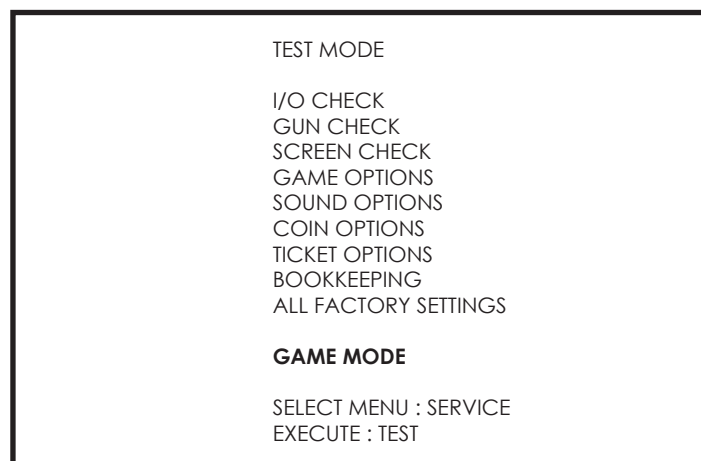 TEST MODE
I/O CHECK
GUN CHECK
SCREEN CHECK
GAME OPTIONS
SOUND OPTIONS
COIN OPTIONS
TICKET OPTIONS
BOOKKEEPING
ALL FACTORY SETTINGS
GAME MODE
SELECT MENU : SERVICE
EXECUTE : TEST